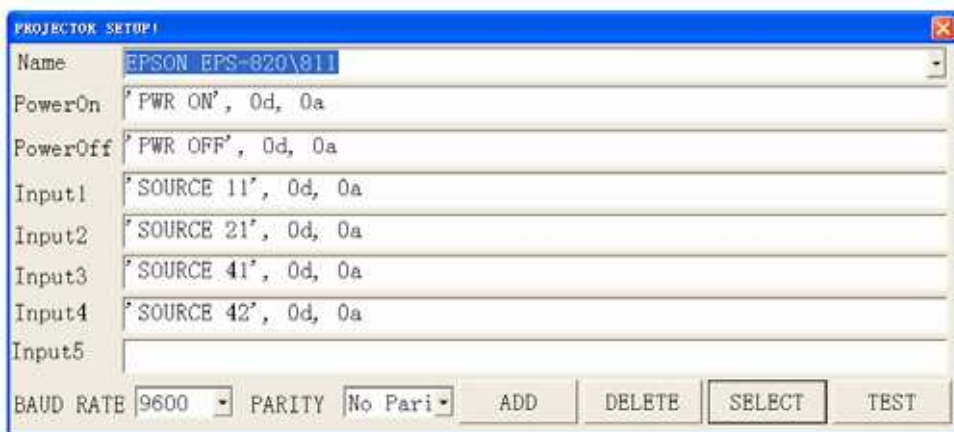 PROJECTOR SETUP!
Name EPSON EPS-820\811
PowerOn 'PWR ON', 0d, 0a
PowerOff 'PWR OFF', 0d, 0a
Input1 'SOURCE 11', 0d, 0a
Input2 'SOURCE 21', 0d, 0a
Input3 'SOURCE 41', 0d, 0a
Input4 'SOURCE 42', 0d, 0a
Input5
BAUD RATE 9600 PARITY No Pari ADD DELETE SELECT TEST